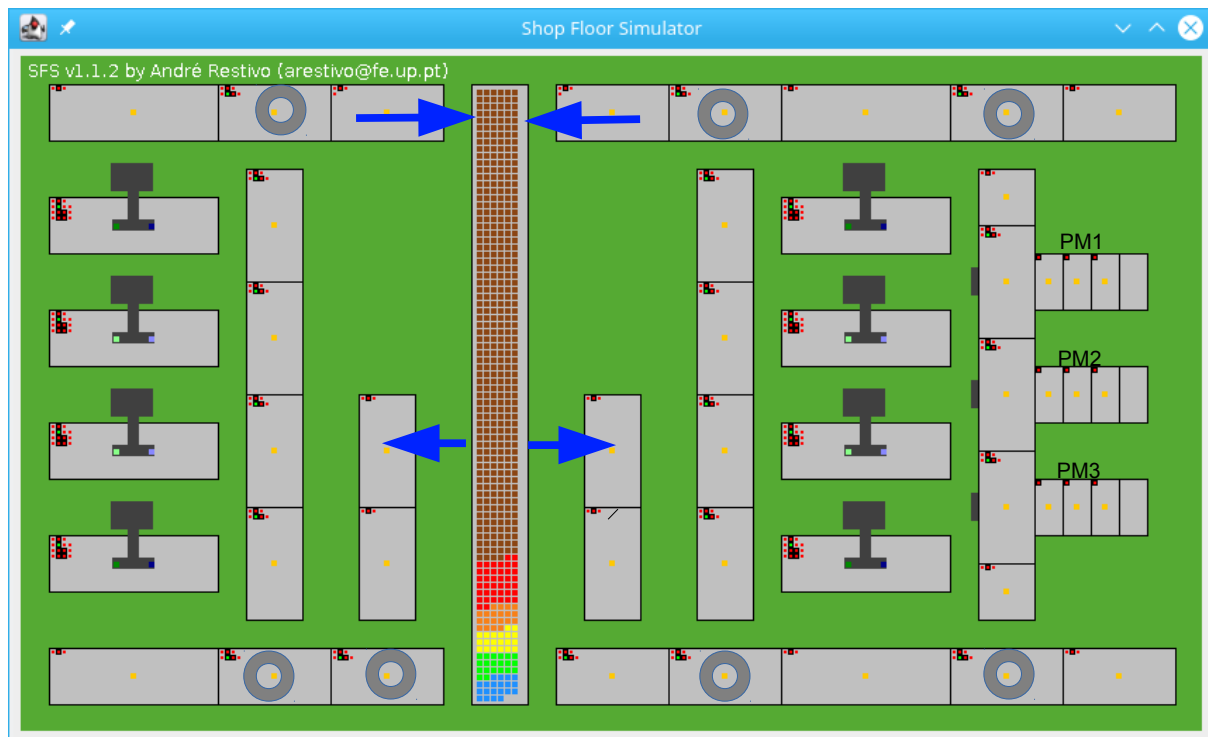 Shop Floor Simulator
SFS v1.1.2 by André Restivo (arestivo@fe.up.pt)
PM1
PM2
PM3